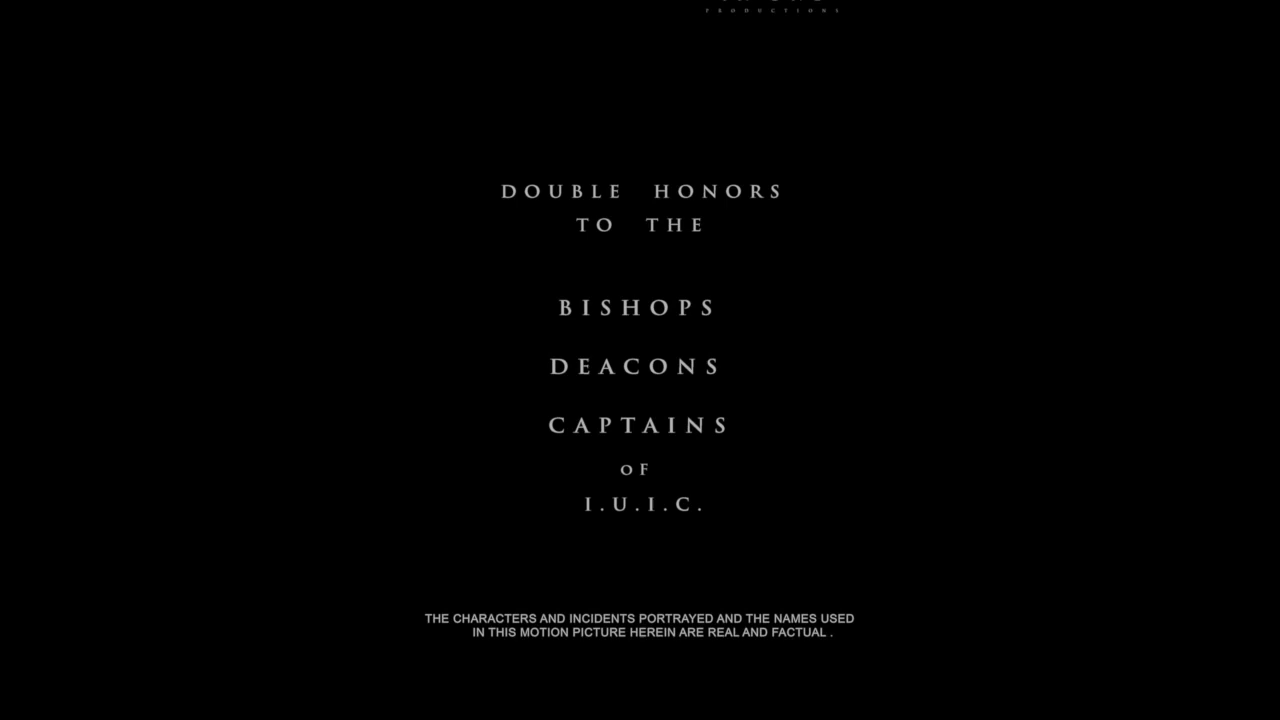 PRODUCTIONS
DOUBLE HONORS
TO THE
BISHOPS
DEACONS
CAPTAINS
OF
I.U.I.C.
THE CHARACTERS AND INCIDENTS PORTRAYED AND THE NAMES USED
IN THIS MOTION PICTURE HEREIN ARE REAL AND FACTUAL .